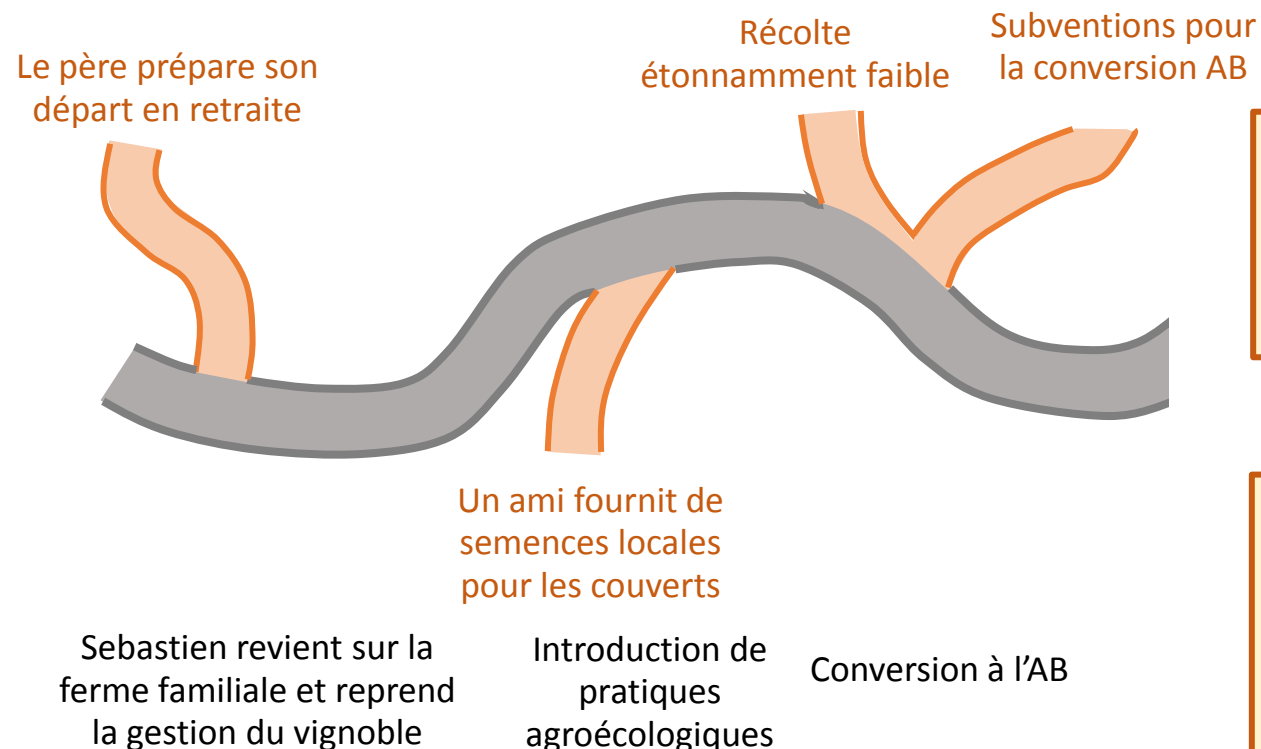 Le père prépare son
départ en retraite
Récolte
étonnamment faible
Subventions pour
la conversion AB
Un ami fournit de
semences locales
pour les couverts
Sebastien revient sur la
ferme familiale et reprend
la gestion du vignoble
Introduction de
pratiques
agroécologiques
Conversion à l’AB